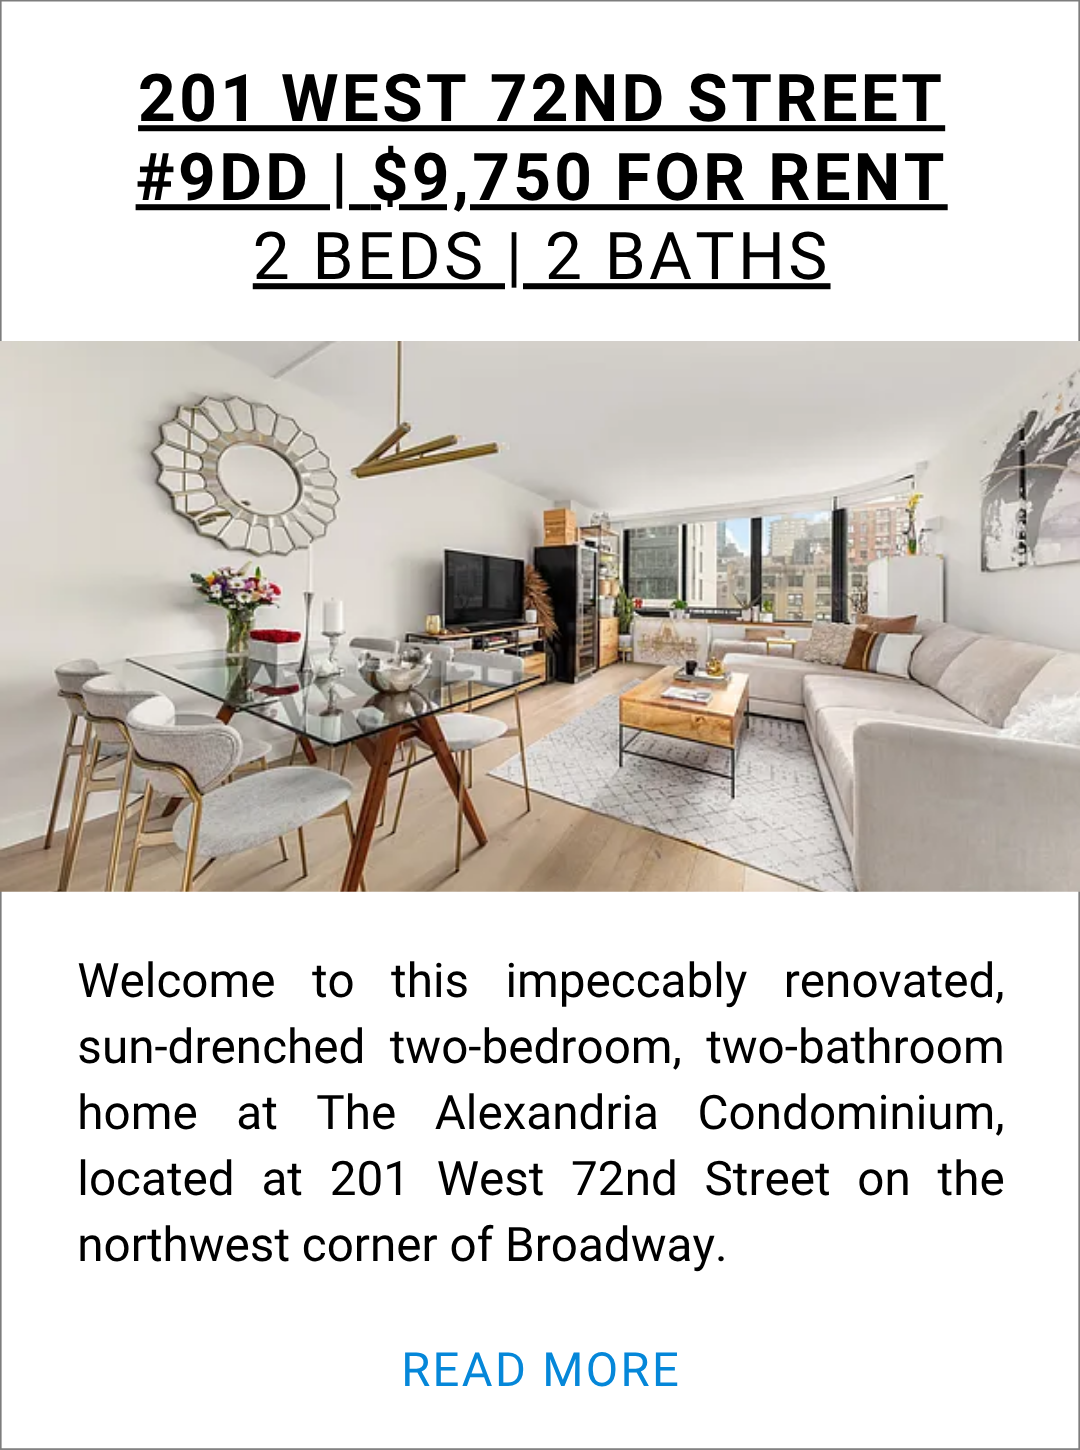 201 WEST 72ND STREET
#9DD | $9,750 FOR RENT
2 BEDS | 2 BATHS
Welcome to this impeccably renovated,
sun-drenched two-bedroom, two-bathroom
home at The Alexandria Condominium,
located at 201 West 72nd Street on the
northwest corner of Broadway.
READ MORE